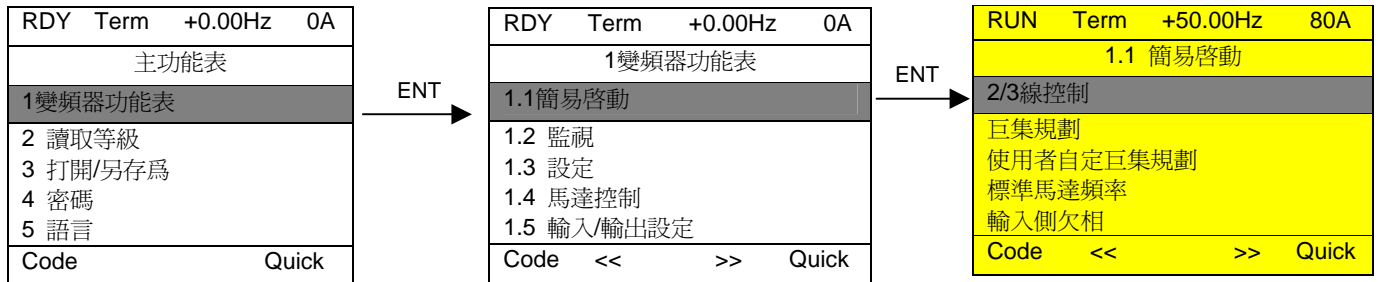 RDY Term +0.00Hz 0A
主功能表
1變頻器功能表
2 讀取等級
3 打開/另存爲
4 密碼
5 語言
Code Quick
ENT
RDY Term +0.00Hz 0A
1變頻器功能表
1.1簡易啓動
1.2 監視
1.3 設定
1.4 馬達控制
1.5 輸入/輸出設定
Code << >> Quick
ENT
RUN Term +50.00Hz 80A
1.1 簡易啓動
2/3線控制
巨集規劃
使用者自定巨集規劃
標準馬達頻率
輸入側欠相
Code << >> Quick